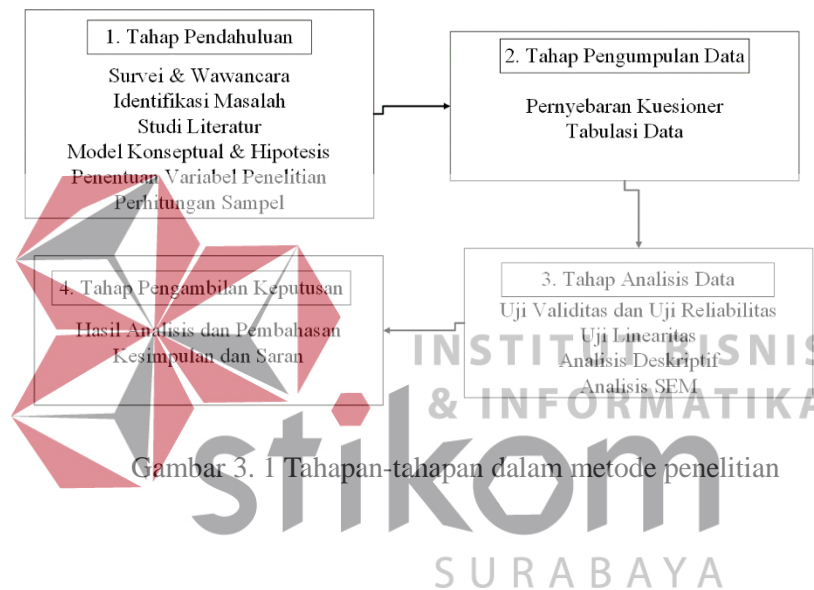 1. Tahap Pendahuluan
Survei & Wawancara
Identifikasi Masalah
Studi Literatur
Model Konseptual & Hipotesis
Penentuan Variabel Penelitian
Perhitungan Sampel
2. Tahap Pengumpulan Data
Pernyebaran Kuesioner
Tabulasi Data
3. Tahap Analisis Data
Uji Validitas dan Uji Reliabilitas
Uji Linearitas
Analisis Deskriptif
Analisis SEM
4. Tahap Pengambilan Keputusan
Hasil Analisis dan Pembahasan
Kesimpulan dan Saran
INSTITUT BISNIS
& INFORMATIKA
stikom
SURABAYA
Gambar 3. 1 Tahapan-tahapan dalam metode penelitian